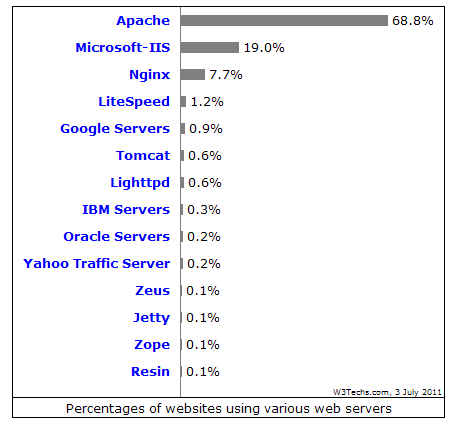 Apache 68.8%
Microsoft-IIS 19.0%
Nginx 7.7%
LiteSpeed 1.2%
Google Servers 0.9%
Tomcat 0.6%
Lighttpd 0.6%
IBM Servers 0.3%
Oracle Servers 0.2%
Yahoo Traffic Server 0.2%
Zeus 0.1%
Jetty 0.1%
Zope 0.1%
Resin 0.1%
W3Techs.com, 3 July 2011
Percentages of websites using various web servers